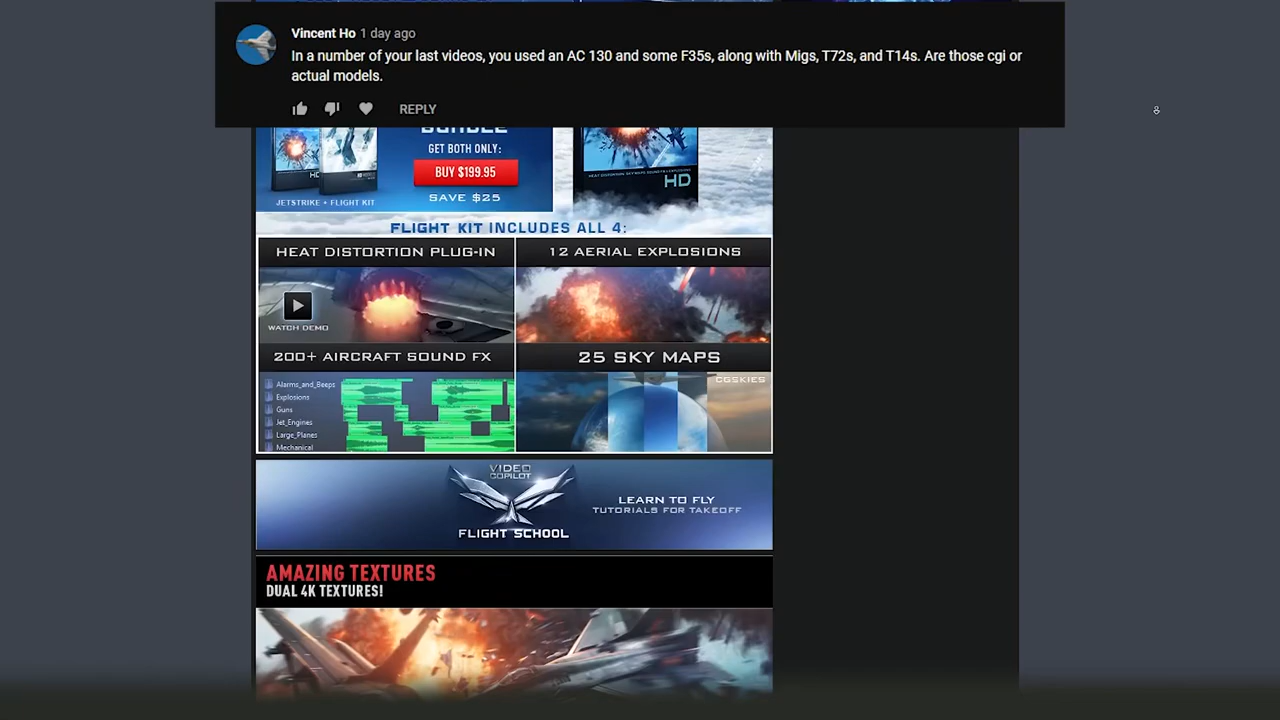 Vincent Ho 1 day ago
In a number of your last videos, you used an AC 130 and some F35s, along with Migs, T72s, and T14s. Are those cgi or
actual models.
REPLY
BUNDLE
GET BOTH ONLY:
BUY $199.95
SAVE $25
JETSTRIKE + FLIGHT KIT
HD
FLIGHT KIT INCLUDES ALL 4:
HEAT DISTORTION PLUG-IN
12 AERIAL EXPLOSIONS
WATCH DEMO
200+ AIRCRAFT SOUND FX
25 SKY MAPS
CGSKIES
Alarms_and_Beeps
Explosions
Guns
Jet_Engines
Large_Planes
Mechanical
VIDEO
COPILOT
FLIGHT SCHOOL
LEARN TO FLY
TUTORIALS FOR TAKEOFF
AMAZING TEXTURES
DUAL 4K TEXTURES!